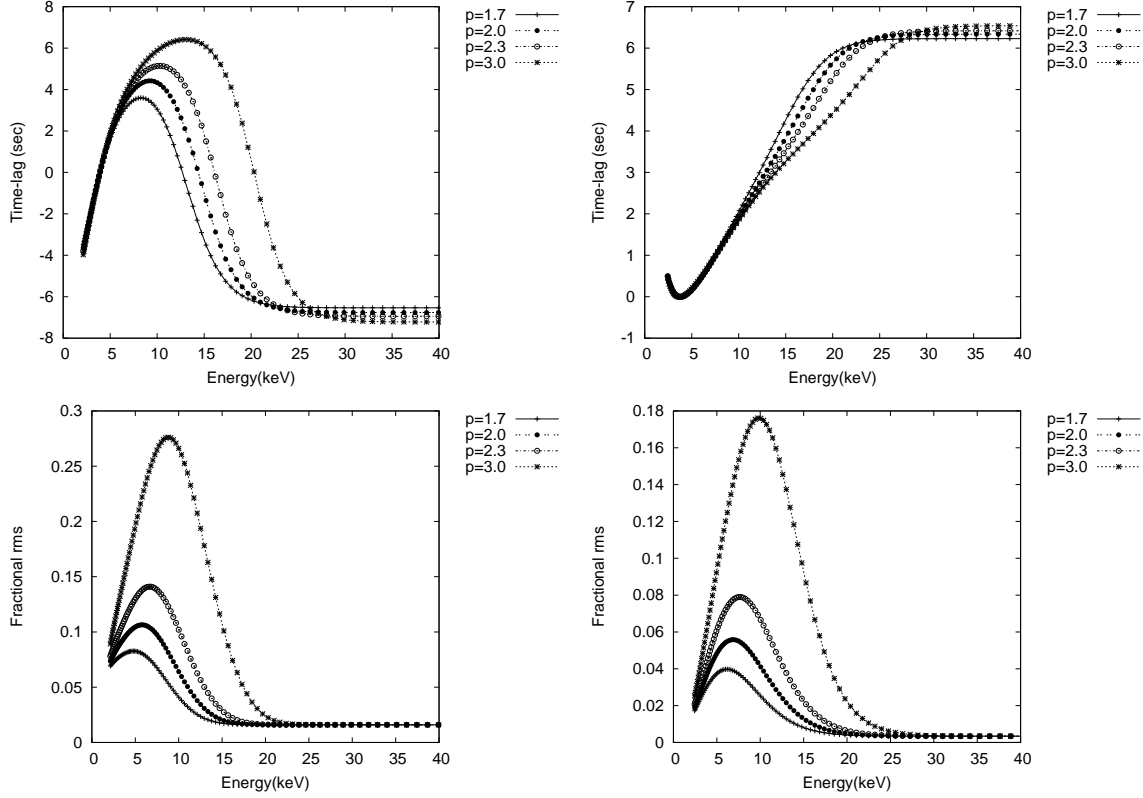 8
6
4
2
0
-2
-4
-6
-8
0 5 10 15 20 25 30 35 40
Time-lag (sec)
Energy(keV)
p=1.7
p=2.0
p=2.3
p=3.0
7
6
5
4
3
2
1
0
-1
0 5 10 15 20 25 30 35 40
Time-lag (sec)
Energy(keV)
p=1.7
p=2.0
p=2.3
p=3.0
0.3
0.25
0.2
0.15
0.1
0.05
0
0 5 10 15 20 25 30 35 40
Fractional rms
Energy(keV)
p=1.7
p=2.0
p=2.3
p=3.0
0.18
0.16
0.14
0.12
0.1
0.08
0.06
0.04
0.02
0
0 5 10 15 20 25 30 35 40
Fractional rms
Energy(keV)
p=1.7
p=2.0
p=2.3
p=3.0